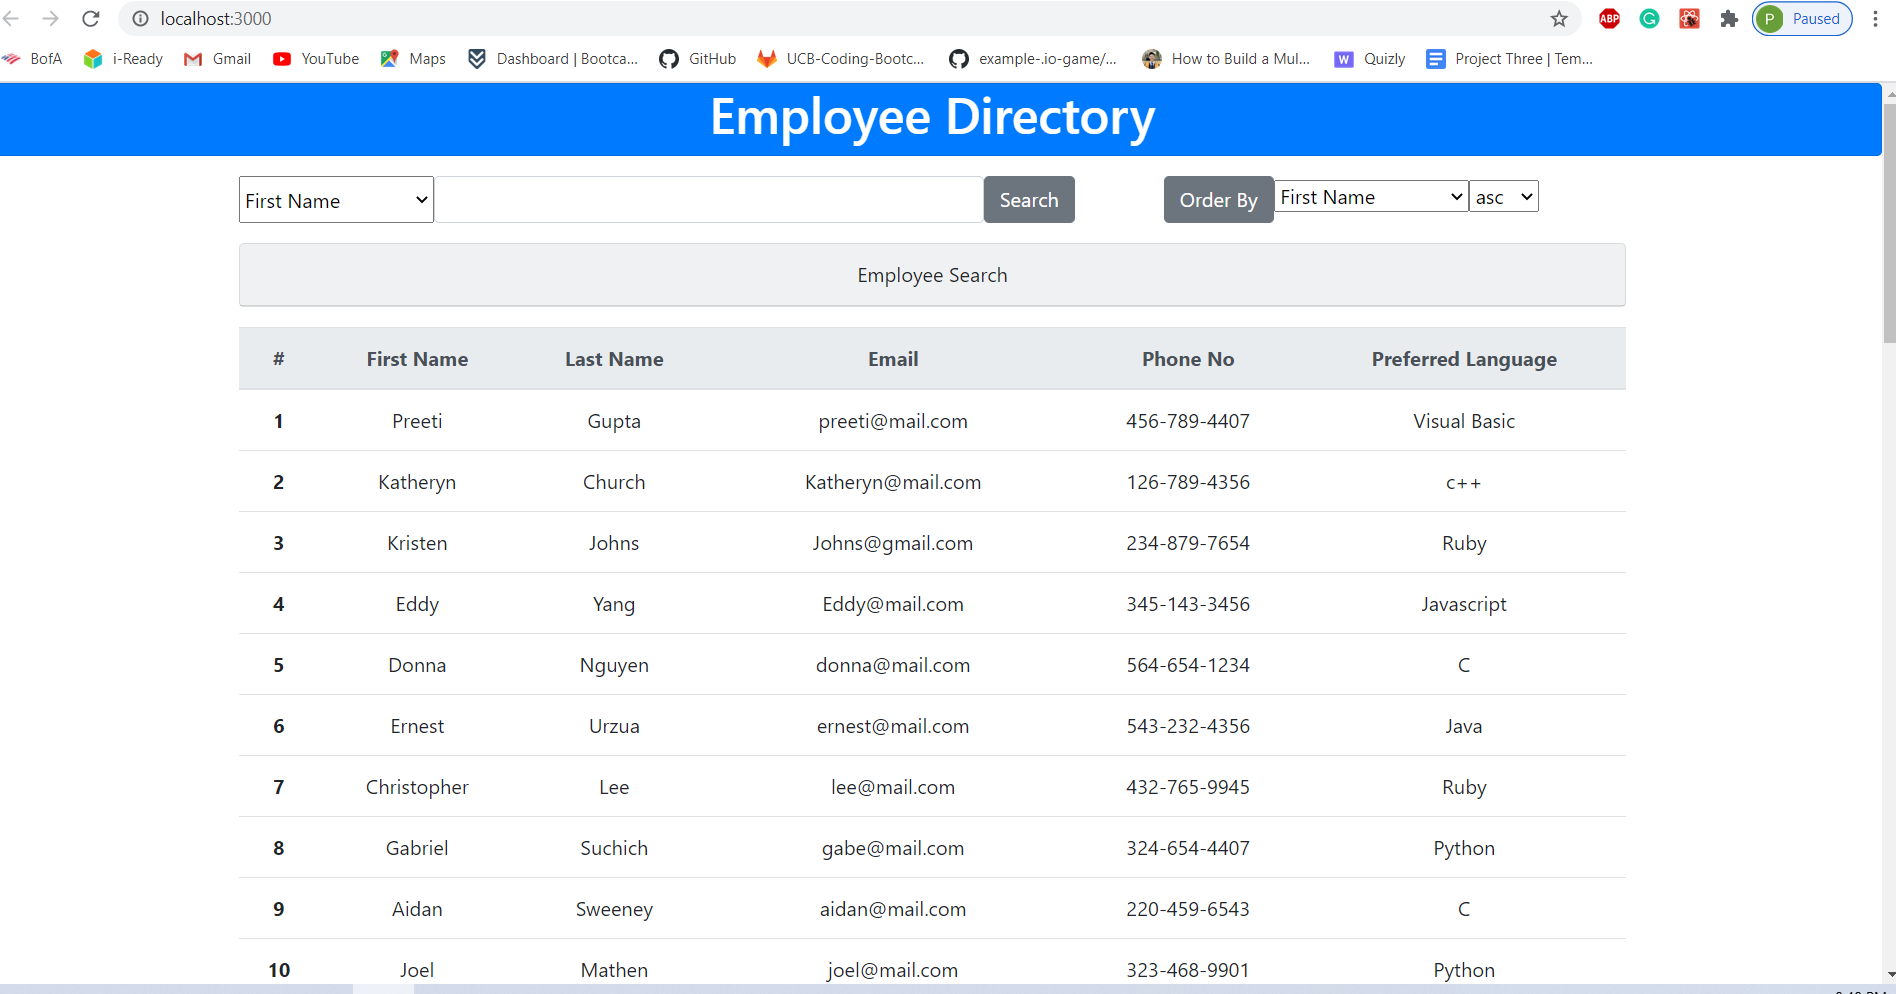 localhost:3000
ABP
P Paused
BofA i-Ready Gmail YouTube Maps Dashboard | Bootca... GitHub UCB-Coding-Bootc... example-.io-game/... How to Build a Mul... W Quizly Project Three | Tem...
Employee Directory
First Name Search Order By First Name asc
Employee Search
# First Name Last Name Email Phone No Preferred Language
1 Preeti Gupta preeti@mail.com 456-789-4407 Visual Basic
2 Katheryn Church Katheryn@mail.com 126-789-4356 c++
3 Kristen Johns Johns@gmail.com 234-879-7654 Ruby
4 Eddy Yang Eddy@mail.com 345-143-3456 Javascript
5 Donna Nguyen donna@mail.com 564-654-1234 C
6 Ernest Urzua ernest@mail.com 543-232-4356 Java
7 Christopher Lee lee@mail.com 432-765-9945 Ruby
8 Gabriel Suchich gabe@mail.com 324-654-4407 Python
9 Aidan Sweeney aidan@mail.com 220-459-6543 C
10 Joel Mathen joel@mail.com 323-468-9901 Python